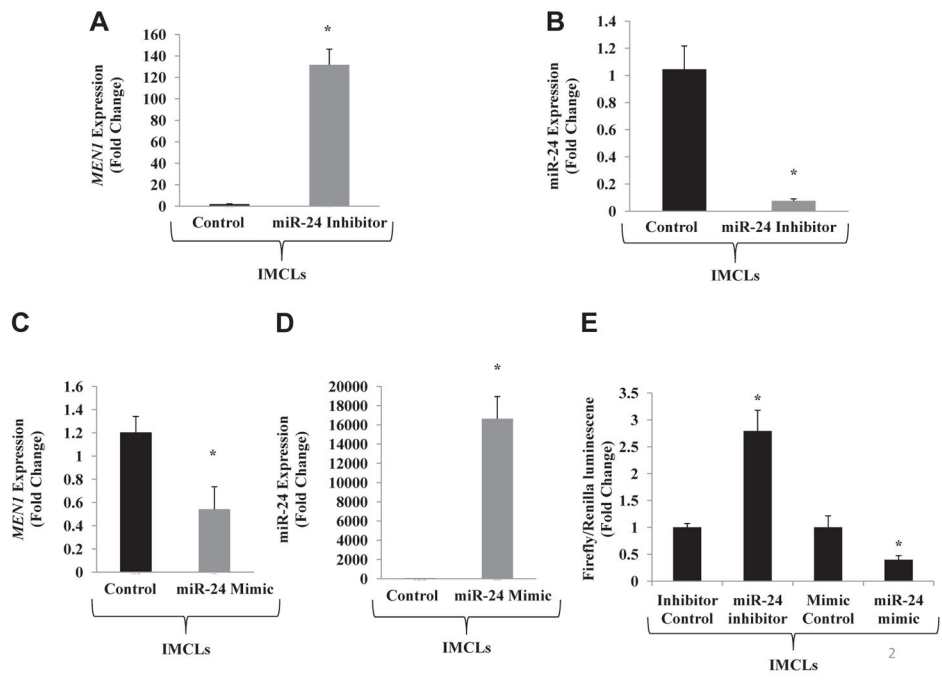 A
MEN1 Expression
(Fold Change)
160
140
120
100
80
60
40
20
0
*
Control
miR-24 Inhibitor
IMCLs
B
miR-24 Expression
(Fold Change)
1.4
1.2
1
0.8
0.6
0.4
0.2
0
*
Control
miR-24 Inhibitor
IMCLs
C
MEN1 Expression
(Fold Change)
1.6
1.4
1.2
1
0.8
0.6
0.4
0.2
0
*
Control
miR-24 Mimic
IMCLs
D
miR-24 Expression
(Fold Change)
20000
18000
16000
14000
12000
10000
8000
6000
4000
2000
0
*
Control
miR-24 Mimic
IMCLs
E
Firefly/Renilla luminescene
(Fold Change)
3.5
3
2.5
2
1.5
1
0.5
0
*
*
Inhibitor
Control
miR-24
inhibitor
Mimic
Control
miR-24
mimic
IMCLs
2